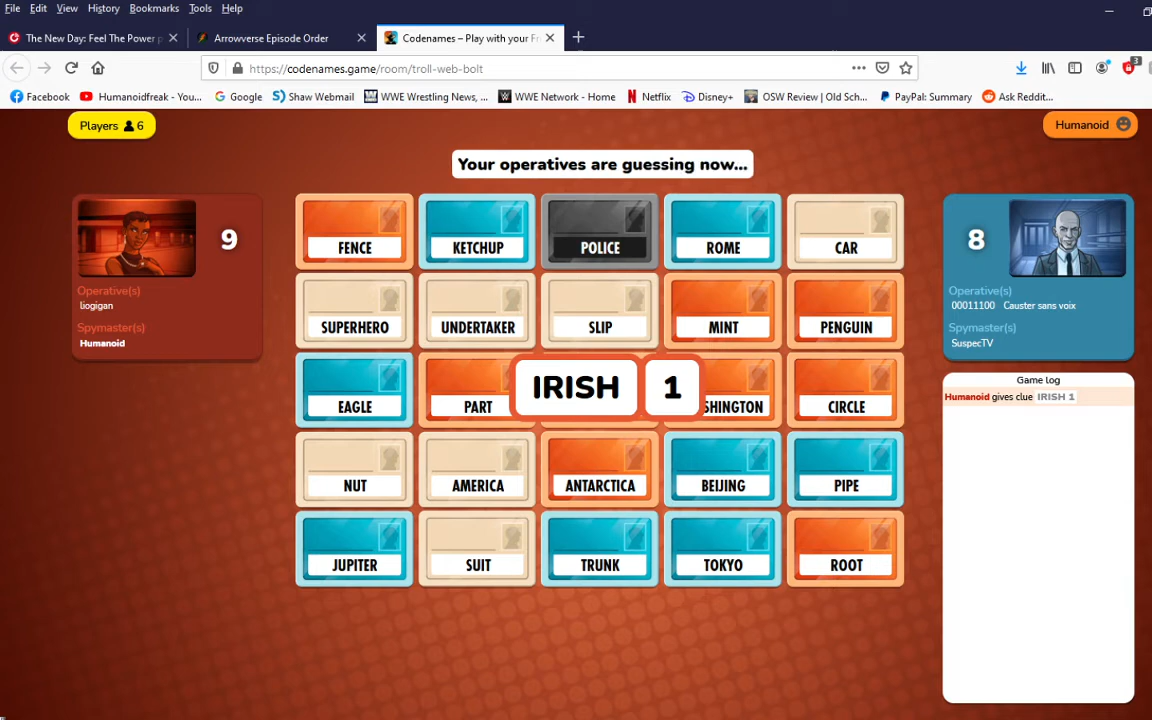 File Edit View History Bookmarks Tools Help
The New Day: Feel The Power p
Arrowverse Episode Order
Codenames – Play with your Fr
https://codenames.game/room/troll-web-bolt
3
Facebook Humanoidfreak - You... Google Shaw Webmail WWE Wrestling News, ... WWE Network - Home Netflix Disney+ OSW Review | Old Sch... PayPal: Summary Ask Reddit...
Players 6
Humanoid
Your operatives are guessing now...
9
Operative(s)
liogigan
Spymaster(s)
Humanoid
FENCE KETCHUP POLICE ROME CAR
SUPERHERO UNDERTAKER SLIP MINT PENGUIN
EAGLE PART SHINGTON CIRCLE
IRISH 1
NUT AMERICA ANTARCTICA BEIJING PIPE
JUPITER SUIT TRUNK TOKYO ROOT
8
Operative(s)
00011100 Causter sans voix
Spymaster(s)
SuspecTV
Game log
Humanoid gives clue IRISH 1